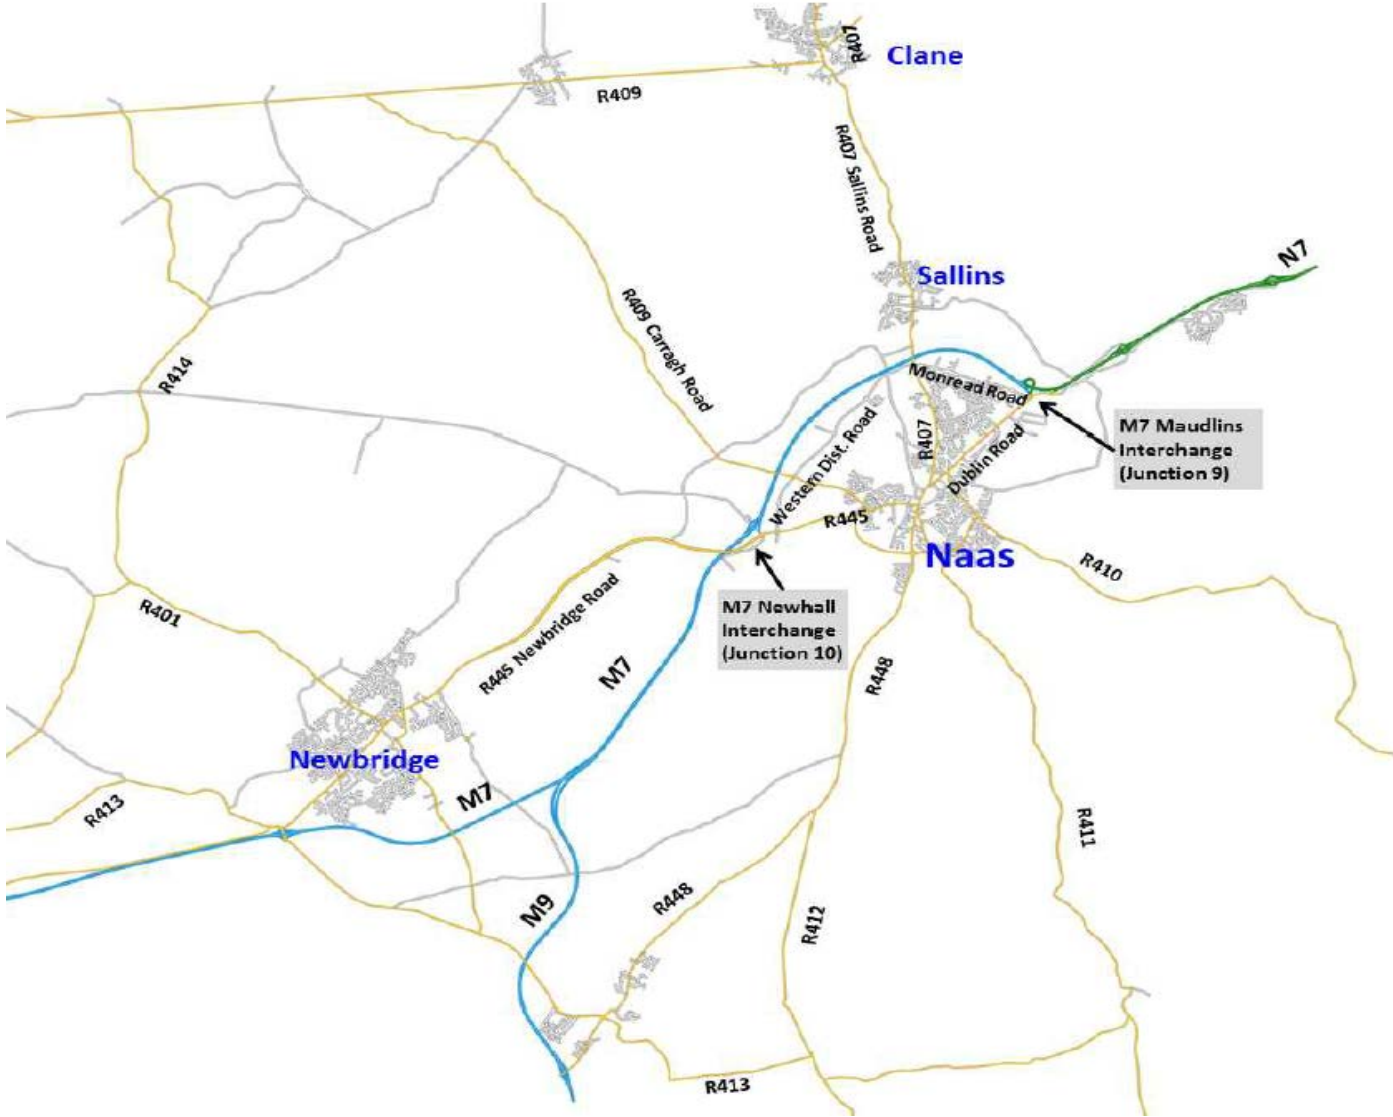 R407
Clane
R409
R407 Sallins Road
N7
Sallins
R409 Carragh Road
R414
Monread Road
M7 Maudlins
Interchange
(Junction 9)
R407
Western Dist. Road
Dublin Road
R445
Naas
R410
M7 Newhall
Interchange
(Junction 10)
R401
R445 Newbridge Road
M7
R448
Newbridge
M7
R413
R411
R448
M9
R412
R413